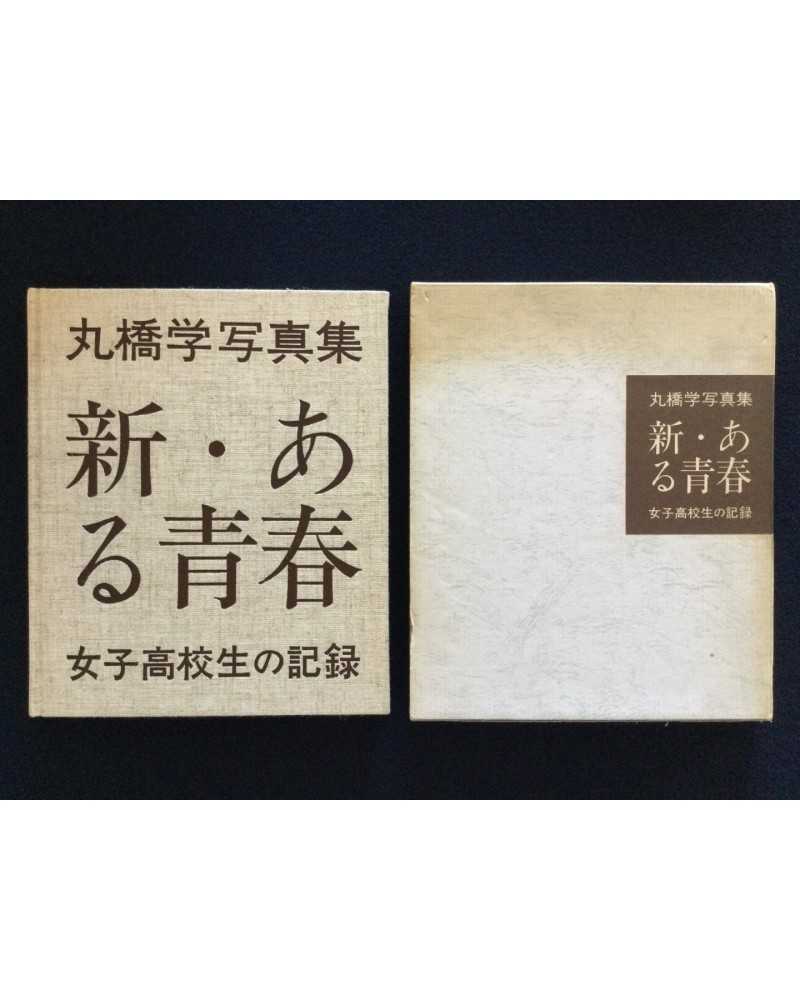 丸橋学写真集
新・あ
る青春
女子高校生の記録
丸橋学写真集
新・あ
る青春
女子高校生の記録